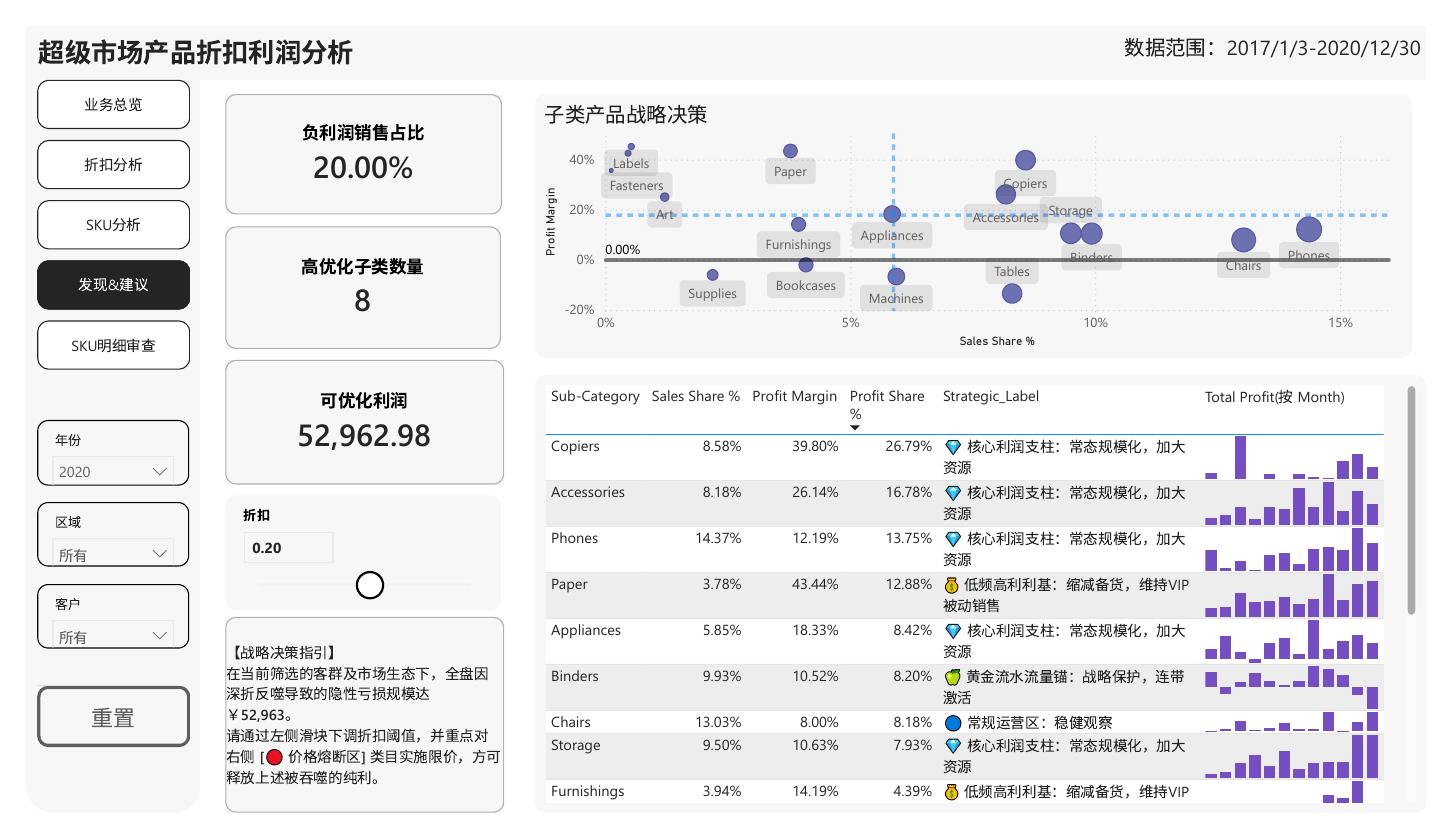 超级市场产品折扣利润分析
数据范围：2017/1/3-2020/12/30
业务总览
折扣分析
SKU分析
发现&建议
SKU明细审查
年份
2020
区域
所有
客户
所有
重置
负利润销售占比
20.00%
高优化子类数量
8
可优化利润
52,962.98
折扣
0.20
【战略决策指引】
在当前筛选的客群及市场生态下，全盘因
深折反噬导致的隐性亏损规模达
￥52,963。
请通过左侧滑块下调折扣阈值，并重点对
右侧 [🔴 价格熔断区] 类目实施限价，方可
释放上述被吞噬的纯利。
子类产品战略决策
Profit Margin
40%
20%
0%
-20%
0.00%
Labels
Fasteners
Art
Paper
Copiers
Accessories
Storage
Furnishings
Appliances
Binders
Supplies
Bookcases
Machines
Tables
Chairs
Phones
0%
5%
10%
15%
Sales Share %
Sub-Category Sales Share % Profit Margin Profit Share Strategic_Label Total Profit(按 Month)
%
Copiers 8.58% 39.80% 26.79% 💎 核心利润支柱：常态规模化，加大
资源
Accessories 8.18% 26.14% 16.78% 💎 核心利润支柱：常态规模化，加大
资源
Phones 14.37% 12.19% 13.75% 💎 核心利润支柱：常态规模化，加大
资源
Paper 3.78% 43.44% 12.88% 💰 低频高利利基：缩减备货，维持VIP
被动销售
Appliances 5.85% 18.33% 8.42% 💎 核心利润支柱：常态规模化，加大
资源
Binders 9.93% 10.52% 8.20% 🍏 黄金流水流量锚：战略保护，连带
激活
Chairs 13.03% 8.00% 8.18% 🔵 常规运营区：稳健观察
Storage 9.50% 10.63% 7.93% 💎 核心利润支柱：常态规模化，加大
资源
Furnishings 3.94% 14.19% 4.39% 💰 低频高利利基：缩减备货，维持VIP